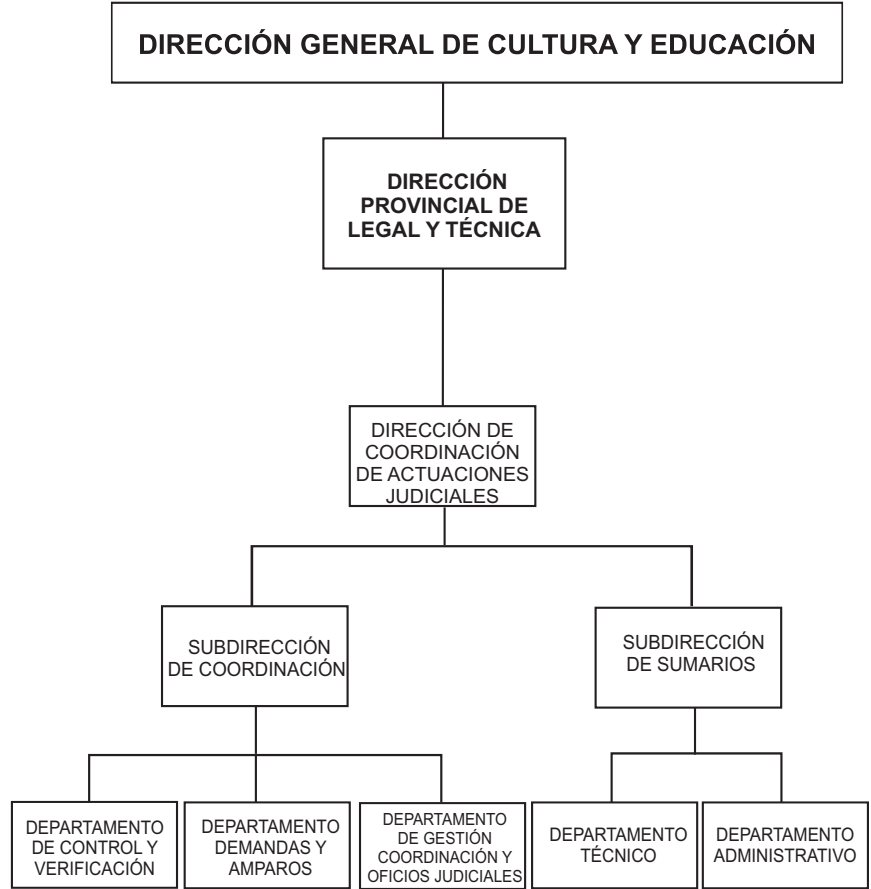 DIRECCIÓN GENERAL DE CULTURA Y EDUCACIÓN
DIRECCIÓN
PROVINCIAL DE
LEGAL Y TÉCNICA
DIRECCIÓN DE
COORDINACIÓN
DE ACTUACIONES
JUDICIALES
SUBDIRECCIÓN
DE COORDINACIÓN
SUBDIRECCIÓN
DE SUMARIOS
DEPARTAMENTO
DE CONTROL Y
VERIFICACIÓN
DEPARTAMENTO
DEMANDAS Y
AMPAROS
DEPARTAMENTO
DE GESTIÓN
COORDINACIÓN Y
OFICIOS JUDICIALES
DEPARTAMENTO
TÉCNICO
DEPARTAMENTO
ADMINISTRATIVO